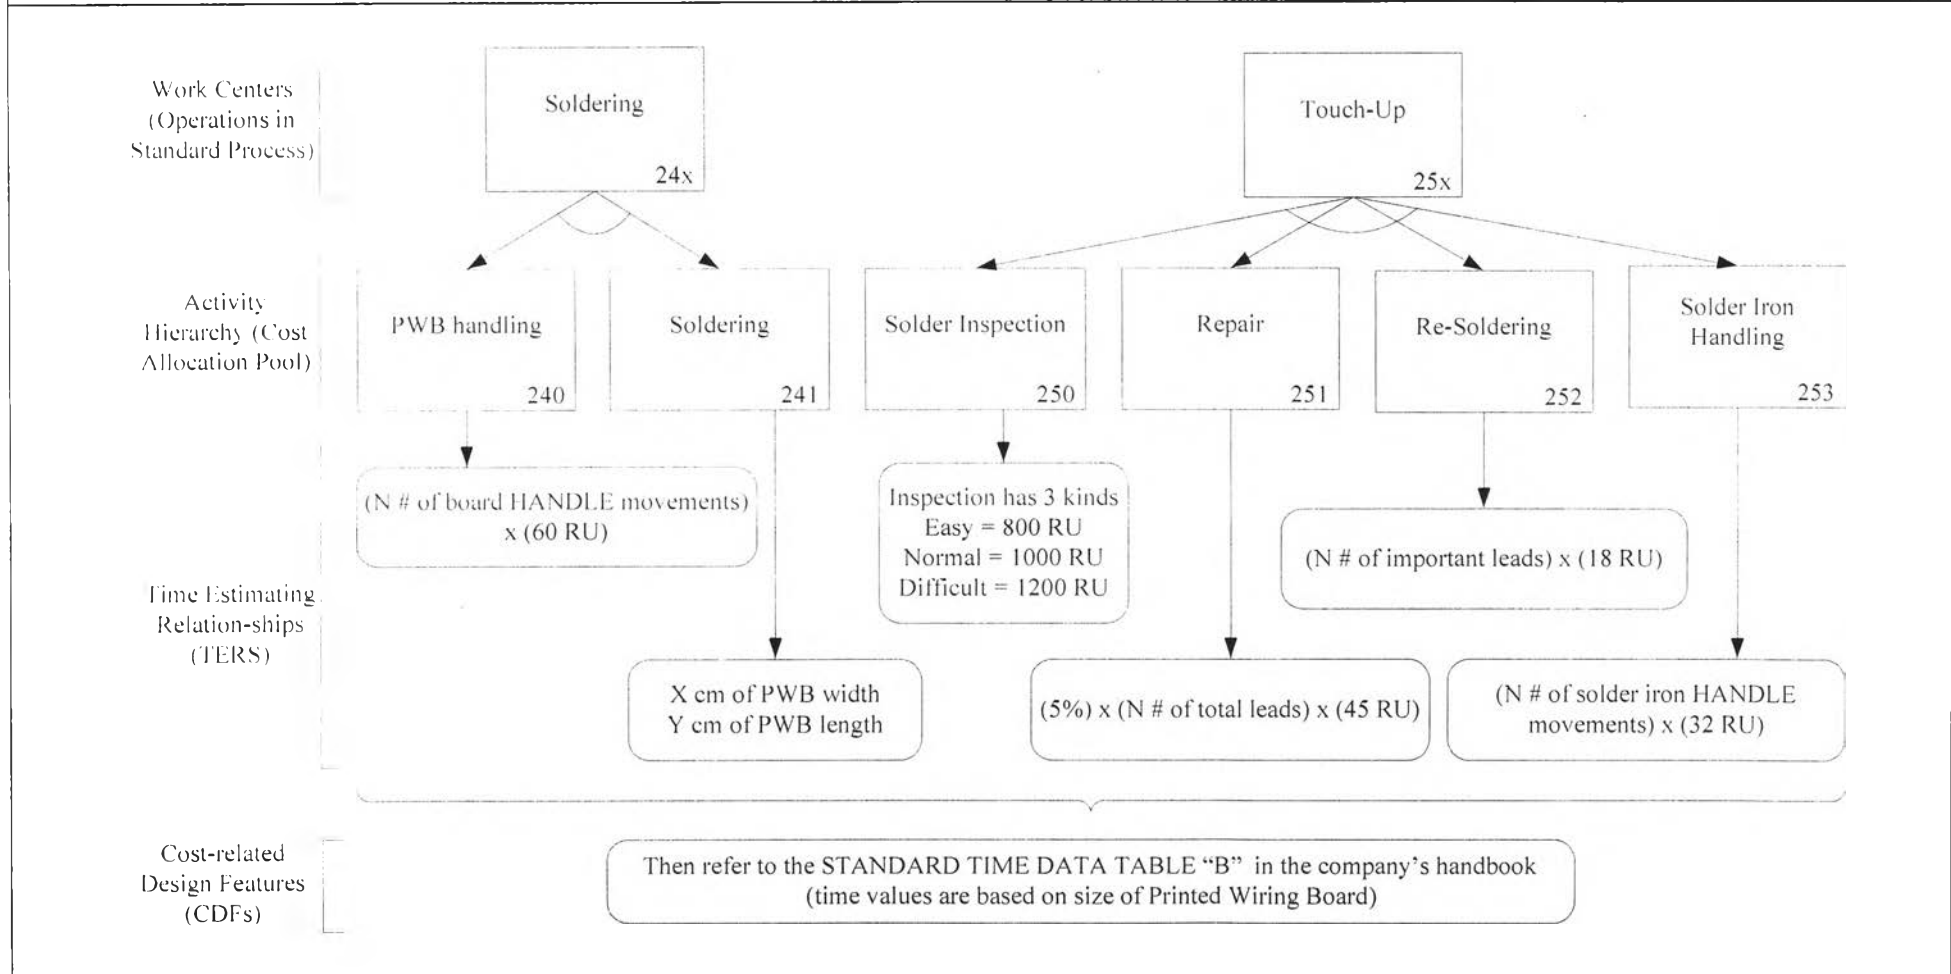 Work Centers
(Operations in
Standard Process)
Soldering
24x
Touch-Up
25x
Activity
Hierarchy (Cost
Allocation Pool)
PWB handling
240
Soldering
241
Solder Inspection
250
Repair
251
Re-Soldering
252
Solder Iron
Handling
253
Time Estimating
Relation-ships
(TERS)
(N # of board HANDLE movements)
x (60 RU)
X cm of PWB width
Y cm of PWB length
Inspection has 3 kinds
Easy = 800 RU
Normal = 1000 RU
Difficult = 1200 RU
(5%) x (N # of total leads) x (45 RU)
(N # of important leads) x (18 RU)
(N # of solder iron HANDLE
movements) x (32 RU)
Cost-related
Design Features
(CDFs)
Then refer to the STANDARD TIME DATA TABLE “B” in the company’s handbook
(time values are based on size of Printed Wiring Board)